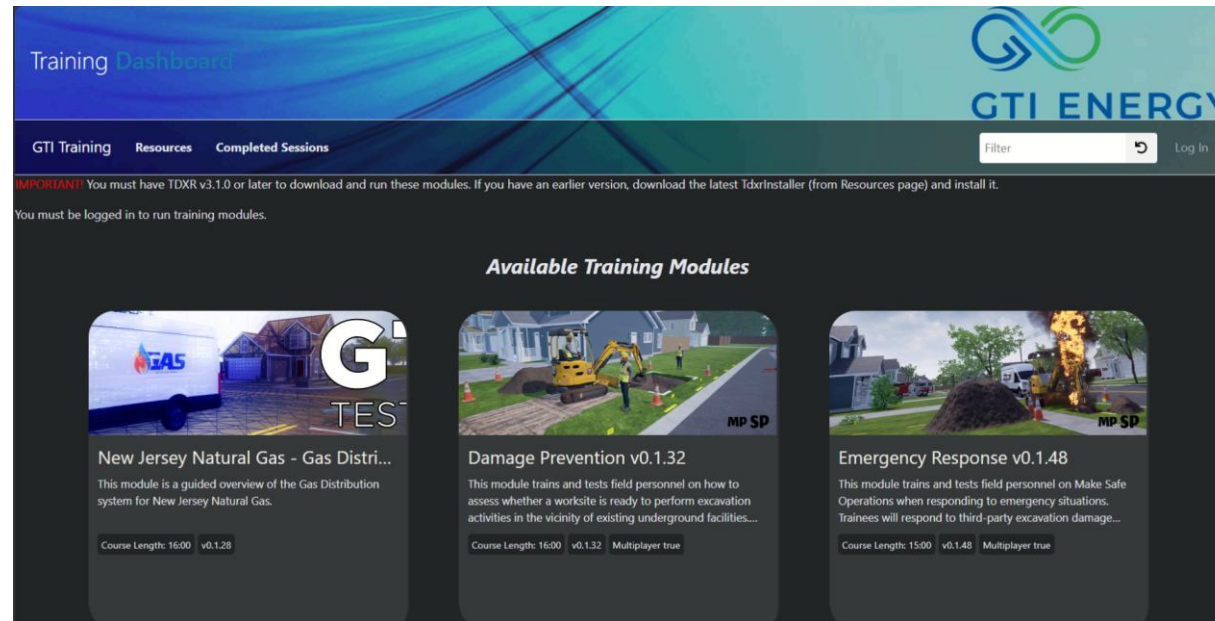 Training Dashboard
GTI ENERGY
GTI Training Resources Completed Sessions Filter Log In
IMPORTANT! You must have TDXR v3.1.0 or later to download and run these modules. If you have an earlier version, download the latest TdxrInstaller (from Resources page) and install it.
You must be logged in to run training modules.
Available Training Modules
GAS
GT
TEST
MP SP
MP SP
New Jersey Natural Gas - Gas Distri...
This module is a guided overview of the Gas Distribution
system for New Jersey Natural Gas.
Course Length: 16:00 v0.1.28
Damage Prevention v0.1.32
This module trains and tests field personnel on how to
assess whether a worksite is ready to perform excavation
activities in the vicinity of existing underground facilities....
Course Length: 16:00 v0.1.32 Multiplayer true
Emergency Response v0.1.48
This module trains and tests field personnel on Make Safe
Operations when responding to emergency situations.
Trainees will respond to third-party excavation damage...
Course Length: 15:00 v0.1.48 Multiplayer true